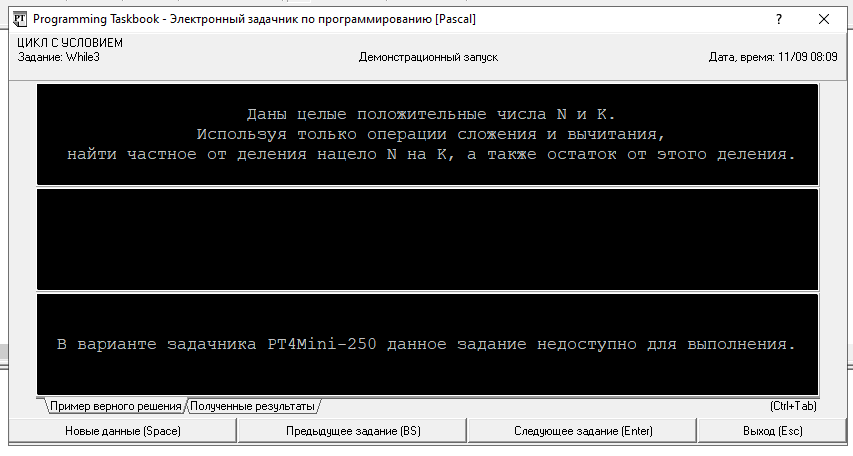 Programming Taskbook - Электронный задачник по программированию [Pascal]
ЦИКЛ С УСЛОВИЕМ
Задание: While3 Демонстрационный запуск Дата, время: 11/09 08:09
Даны целые положительные числа N и K.
Используя только операции сложения и вычитания,
найти частное от деления нацело N на K, а также остаток от этого деления.
В варианте задачника PT4Mini-250 данное задание недоступно для выполнения.
Пример верного решения Полученные результаты (Ctrl+Tab)
Новые данные (Space) Предыдущее задание (BS) Следующее задание (Enter) Выход (Esc)